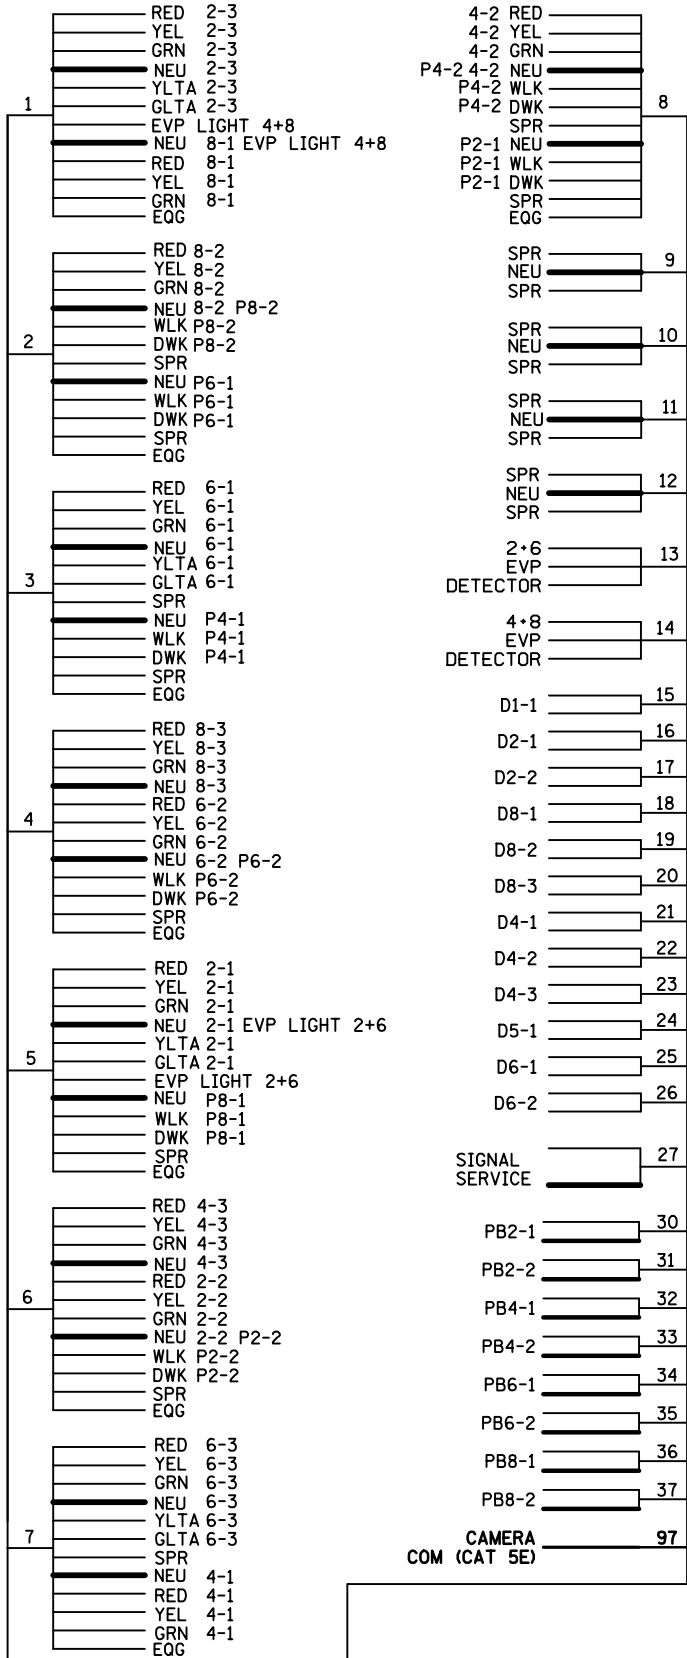 1
RED 2-3
YEL 2-3
GRN 2-3
NEU 2-3
YLTA 2-3
GLTA 2-3
EVP LIGHT 4+8
NEU 8-1 EVP LIGHT 4+8
RED 8-1
YEL 8-1
GRN 8-1
EQG
2
RED 8-2
YEL 8-2
GRN 8-2
NEU 8-2 P8-2
WLK P8-2
DWK P8-2
SPR
NEU P6-1
WLK P6-1
DWK P6-1
SPR
EQG
3
RED 6-1
YEL 6-1
GRN 6-1
NEU 6-1
YLTA 6-1
GLTA 6-1
SPR
NEU P4-1
WLK P4-1
DWK P4-1
SPR
EQG
4
RED 8-3
YEL 8-3
GRN 8-3
NEU 8-3
RED 6-2
YEL 6-2
GRN 6-2
NEU 6-2 P6-2
WLK P6-2
DWK P6-2
SPR
EQG
5
RED 2-1
YEL 2-1
GRN 2-1
NEU 2-1 EVP LIGHT 2+6
YLTA 2-1
GLTA 2-1
EVP LIGHT 2+6
NEU P8-1
WLK P8-1
DWK P8-1
SPR
EQG
6
RED 4-3
YEL 4-3
GRN 4-3
NEU 4-3
RED 2-2
YEL 2-2
GRN 2-2
NEU 2-2 P2-2
WLK P2-2
DWK P2-2
SPR
EQG
7
RED 6-3
YEL 6-3
GRN 6-3
NEU 6-3
YLTA 6-3
GLTA 6-3
SPR
NEU 4-1
RED 4-1
YEL 4-1
GRN 4-1
EQG
4-2 RED
4-2 YEL
4-2 GRN
P4-2 4-2 NEU
P4-2 WLK
P4-2 DWK
SPR
P2-1 NEU
P2-1 WLK
P2-1 DWK
SPR
EQG
8
SPR
NEU
SPR
9
SPR
NEU
SPR
10
SPR
NEU
SPR
11
SPR
NEU
SPR
12
2+6
EVP
DETECTOR
13
4+8
EVP
DETECTOR
14
D1-1 15
D2-1 16
D2-2 17
D8-1 18
D8-2 19
D8-3 20
D4-1 21
D4-2 22
D4-3 23
D5-1 24
D6-1 25
D6-2 26
SIGNAL
SERVICE
27
PB2-1 30
PB2-2 31
PB4-1 32
PB4-2 33
PB6-1 34
PB6-2 35
PB8-1 36
PB8-2 37
CAMERA
COM (CAT 5E)
97